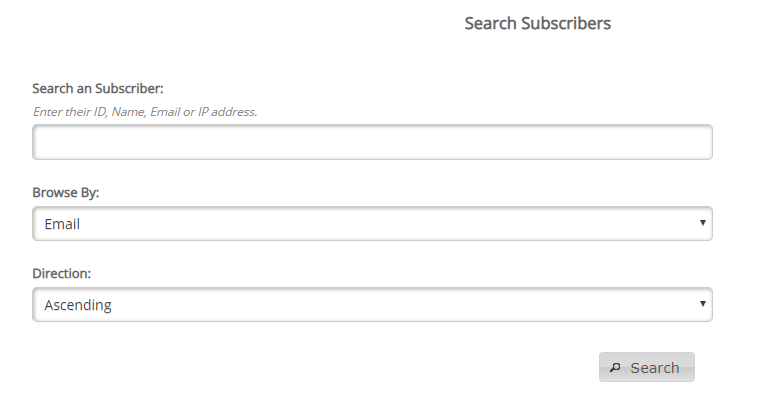 Search Subscribers
Search an Subscriber:
Enter their ID, Name, Email or IP address.
Browse By:
Email
Direction:
Ascending
Search